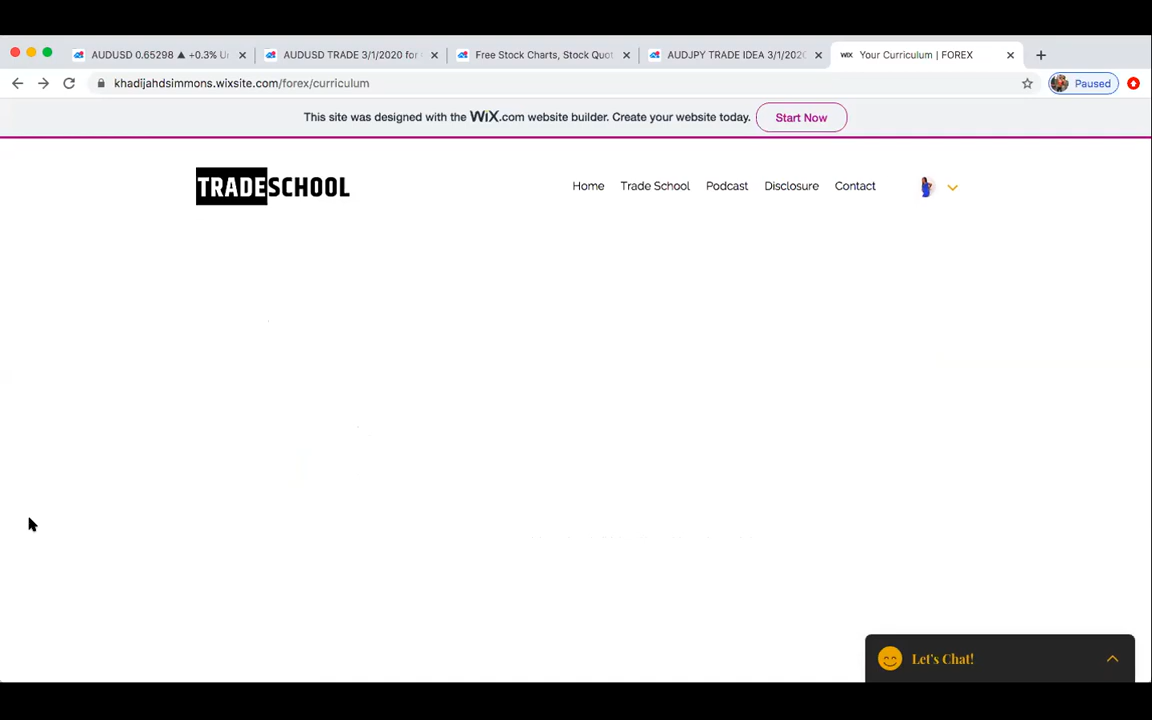 AUDUSD 0.65298 ▲ +0.3% U
AUDUSD TRADE 3/1/2020 for
Free Stock Charts, Stock Quot
AUDJPY TRADE IDEA 3/1/2020
WiX Your Curriculum | FOREX
khadijahdsimmons.wixsite.com/forex/curriculum
Paused
This site was designed with the WiX.com website builder. Create your website today.
Start Now
TRADESCHOOL
Home Trade School Podcast Disclosure Contact
Let's Chat!